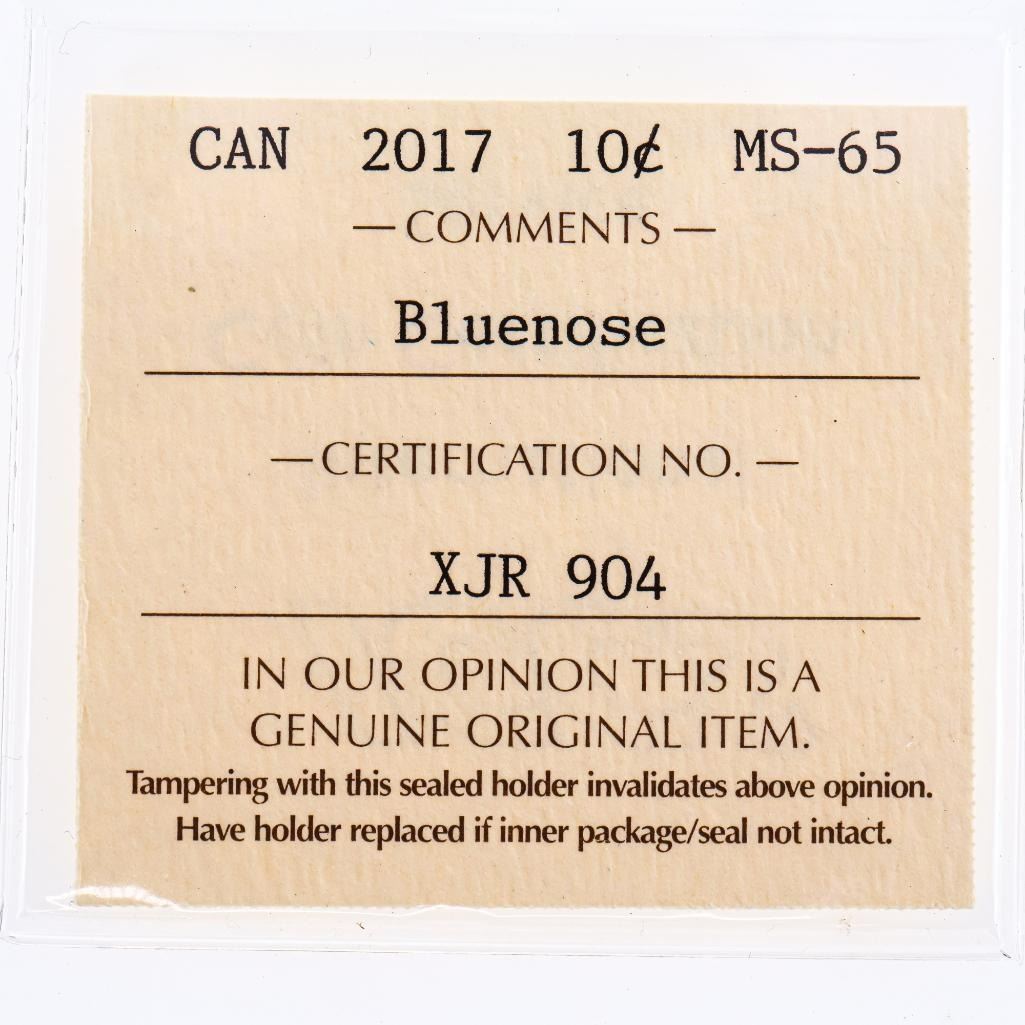 CAN 2017 10¢ MS-65
— COMMENTS —
Bluenose
— CERTIFICATION NO. —
XJR 904
IN OUR OPINION THIS IS A
GENUINE ORIGINAL ITEM.
Tampering with this sealed holder invalidates above opinion.
Have holder replaced if inner package/seal not intact.